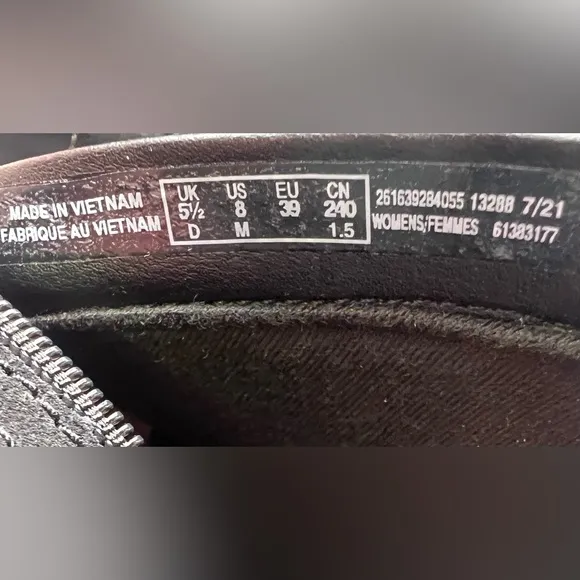 MADE IN VIETNAM
FABRIQUE AU VIETNAM
UK US EU CN
5½ 8 39 240
D M 1.5
261639284055 13288 7/21
WOMENS/FEMMES 61383177